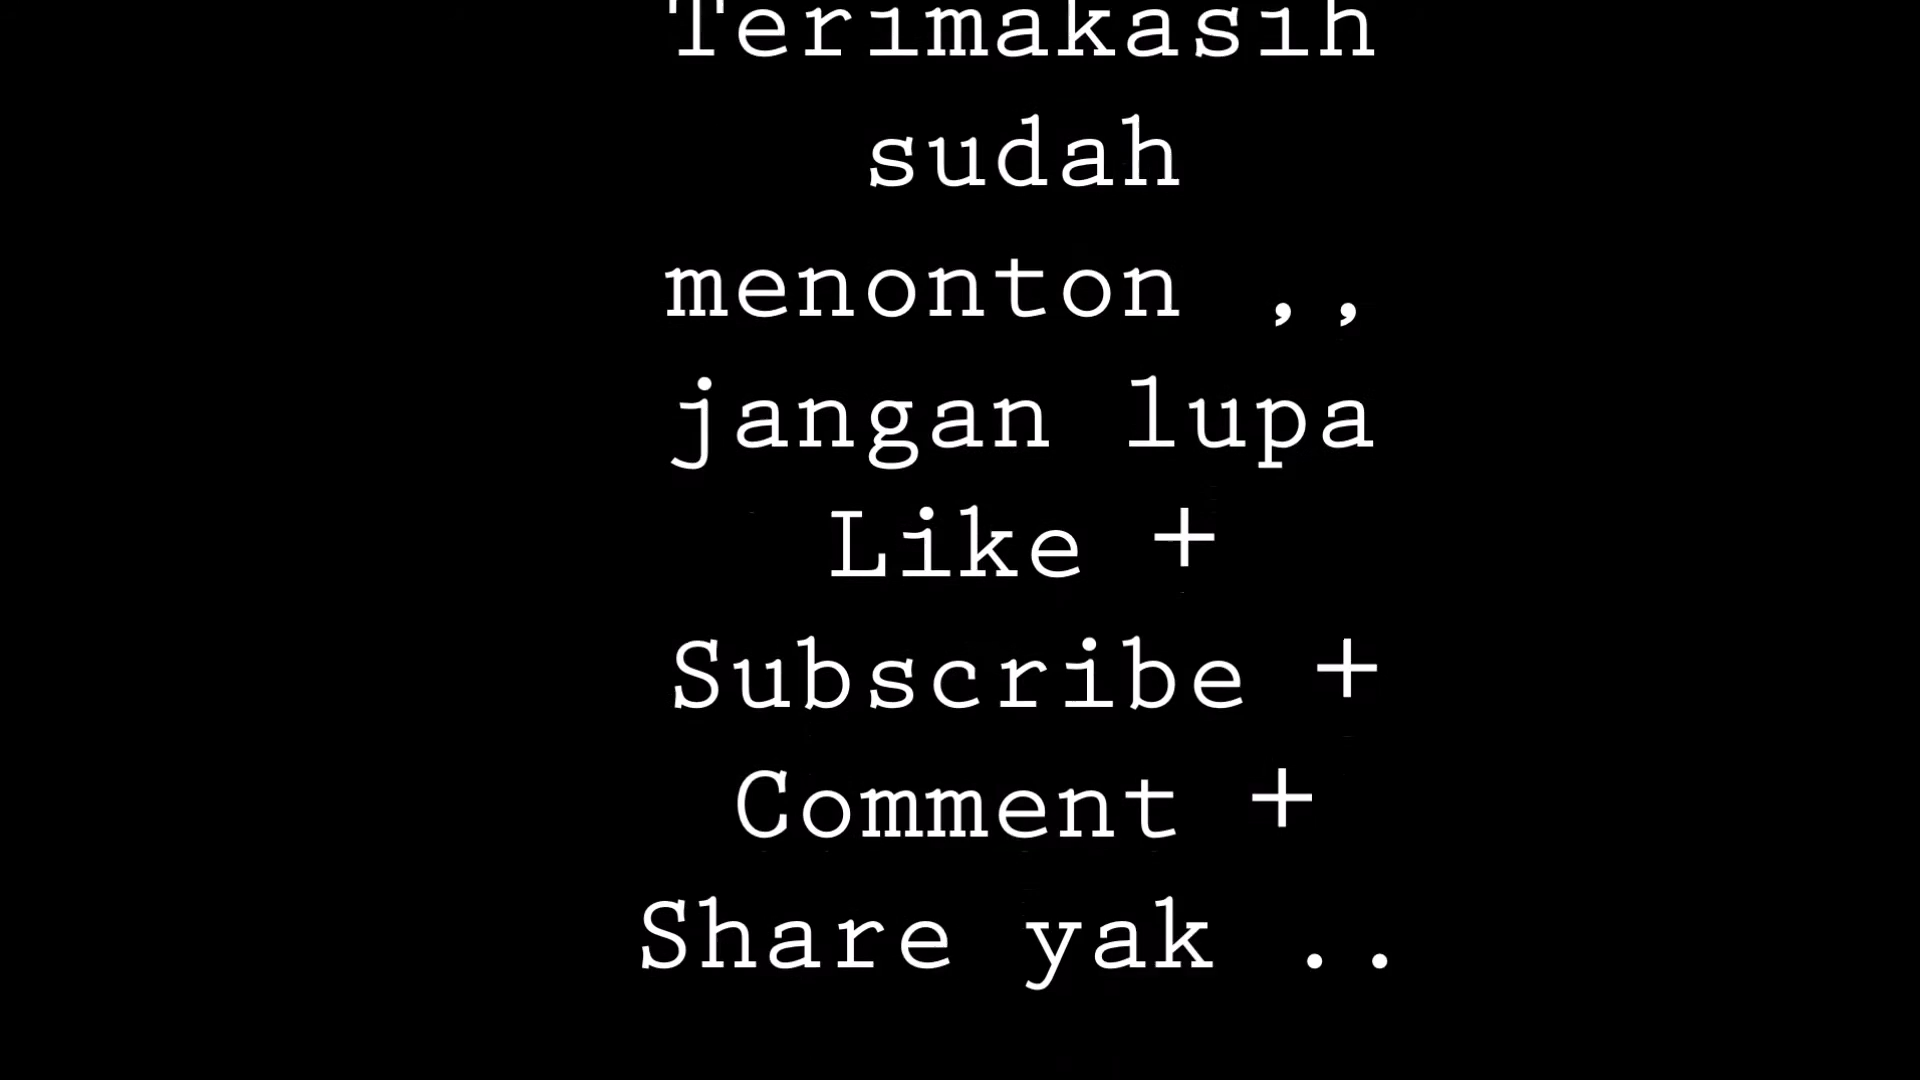 Terimakasih
sudah
menonton ,,
jangan lupa
Like +
Subscribe +
Comment +
Share yak ..